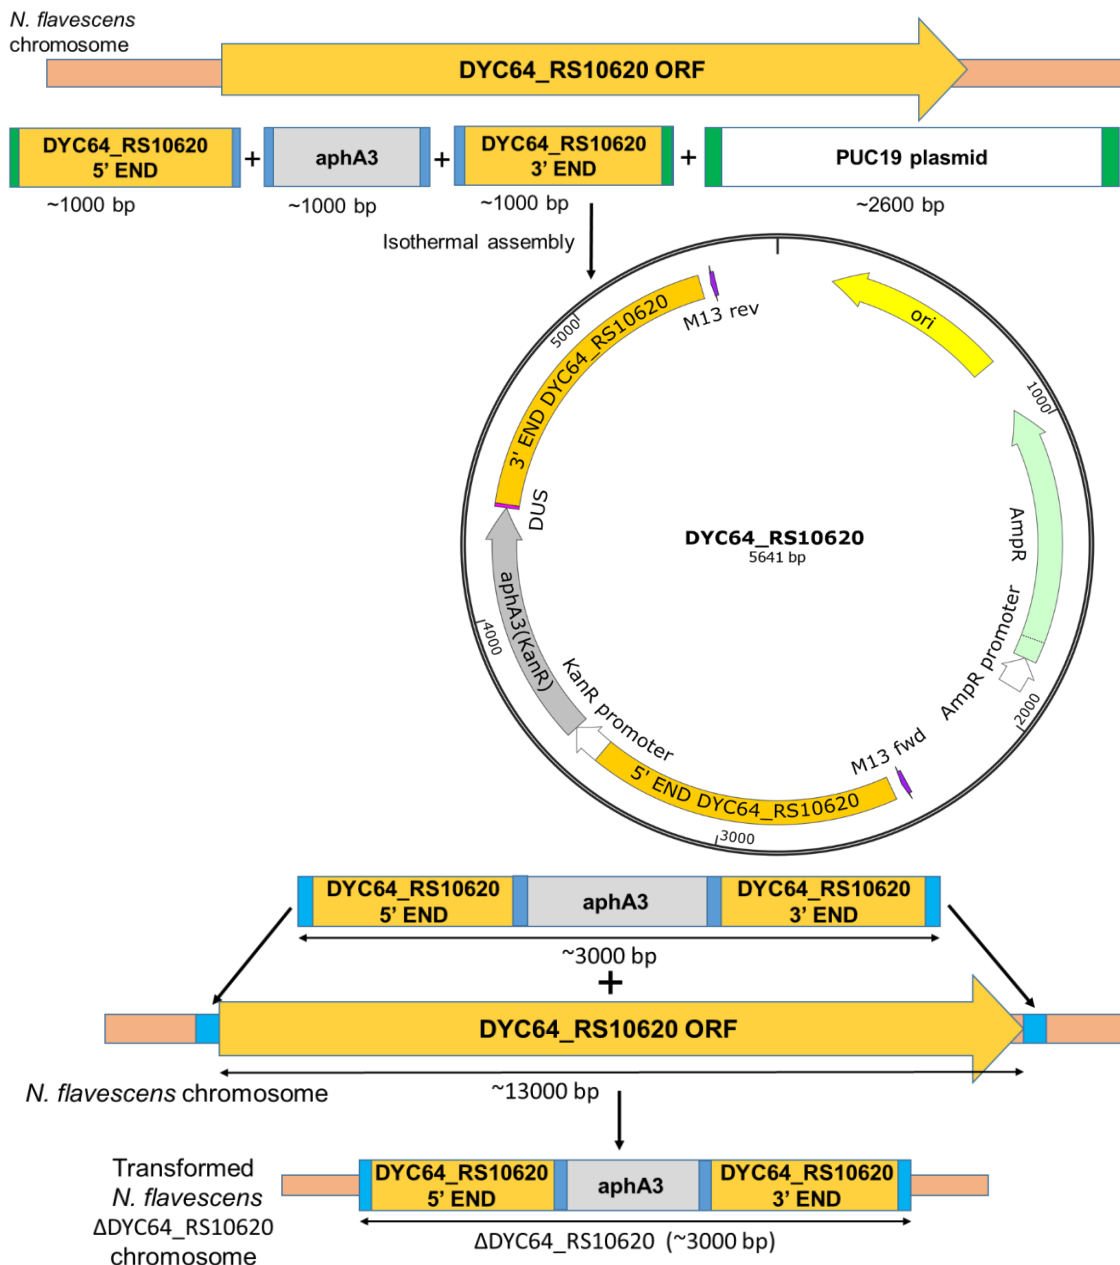 N. flavescens
chromosome
DYC64_RS10620 ORF
DYC64_RS10620
5’ END
+
aphA3
+
DYC64_RS10620
3’ END
+
PUC19 plasmid
~1000 bp
~1000 bp
~1000 bp
~2600 bp
Isothermal assembly
M13 rev
ori
5000
3' END DYC64_RS10620
1000
DUS
AmpR
DYC64_RS10620
5641 bp
aphA3(KanR)
4000
KanR promoter
AmpR promoter
2000
M13 fwd
5' END DYC64_RS10620
3000
DYC64_RS10620
5’ END
aphA3
DYC64_RS10620
3’ END
~3000 bp
+
DYC64_RS10620 ORF
~13000 bp
N. flavescens chromosome
Transformed
N. flavescens
ΔDYC64_RS10620
chromosome
DYC64_RS10620
5’ END
aphA3
DYC64_RS10620
3’ END
ΔDYC64_RS10620 (~3000 bp)